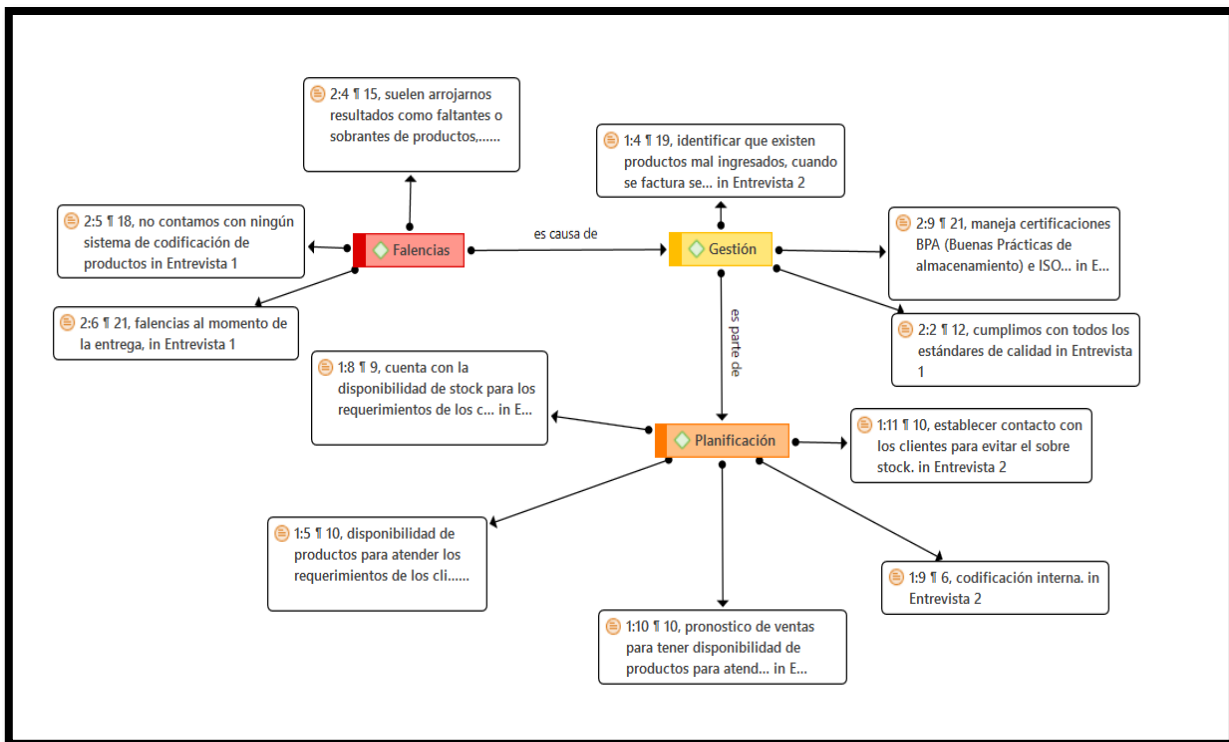 2:4 ¶ 15, suelen arrojarnos
resultados como faltantes o
sobrantes de productos,......
1:4 ¶ 19, identificar que existen
productos mal ingresados, cuando
se factura se... in Entrevista 2
2:5 ¶ 18, no contamos con ningún
sistema de codificación de
productos in Entrevista 1
Falencias
es causa de
Gestión
2:9 ¶ 21, maneja certificaciones
BPA (Buenas Prácticas de
almacenamiento) e ISO... in E...
2:6 ¶ 21, falencias al momento de
la entrega, in Entrevista 1
es parte de
2:2 ¶ 12, cumplimos con todos los
estándares de calidad in Entrevista
1
1:8 ¶ 9, cuenta con la
disponibilidad de stock para los
requerimientos de los c... in E...
Planificación
1:11 ¶ 10, establecer contacto con
los clientes para evitar el sobre
stock. in Entrevista 2
1:5 ¶ 10, disponibilidad de
productos para atender los
requerimientos de los cli......
1:9 ¶ 6, codificación interna. in
Entrevista 2
1:10 ¶ 10, pronostico de ventas
para tener disponibilidad de
productos para atend... in E...